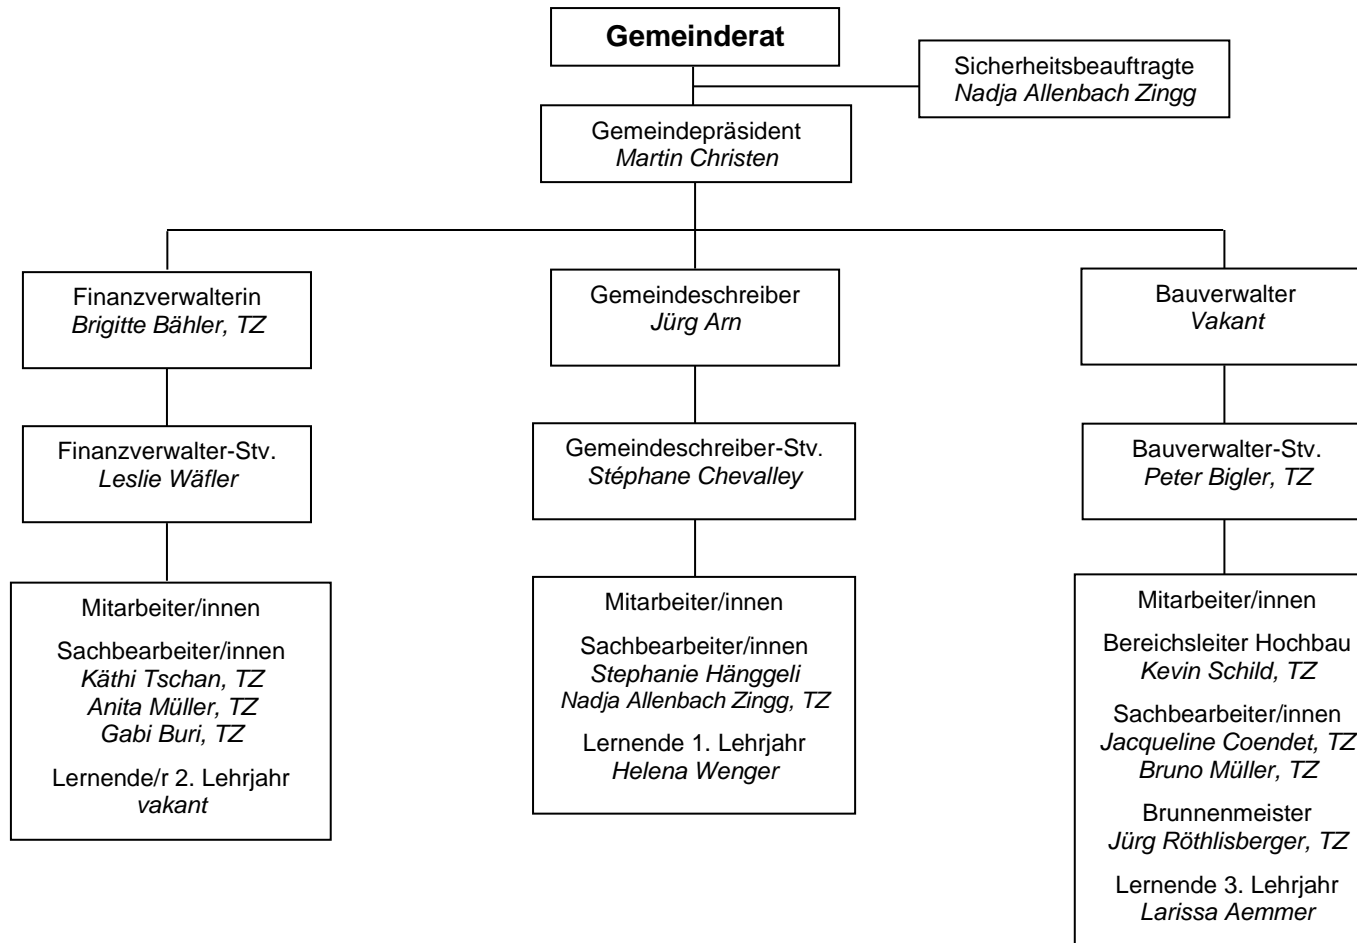 Gemeinderat
Sicherheitsbeauftragte
Nadja Allenbach Zingg
Gemeindepräsident
Martin Christen
Finanzverwalterin
Brigitte Bähler, TZ
Gemeindeschreiber
Jürg Arn
Bauverwalter
Vakant
Finanzverwalter-Stv.
Leslie Wäfler
Gemeindeschreiber-Stv.
Stéphane Chevalley
Bauverwalter-Stv.
Peter Bigler, TZ
Mitarbeiter/innen
Sachbearbeiter/innen
Käthi Tschan, TZ
Anita Müller, TZ
Gabi Buri, TZ
Lernende/r 2. Lehrjahr
vakant
Mitarbeiter/innen
Sachbearbeiter/innen
Stephanie Hänggeli
Nadja Allenbach Zingg, TZ
Lernende 1. Lehrjahr
Helena Wenger
Mitarbeiter/innen
Bereichsleiter Hochbau
Kevin Schild, TZ
Sachbearbeiter/innen
Jacqueline Coendet, TZ
Bruno Müller, TZ
Brunnenmeister
Jürg Röthlisberger, TZ
Lernende 3. Lehrjahr
Larissa Aemmer